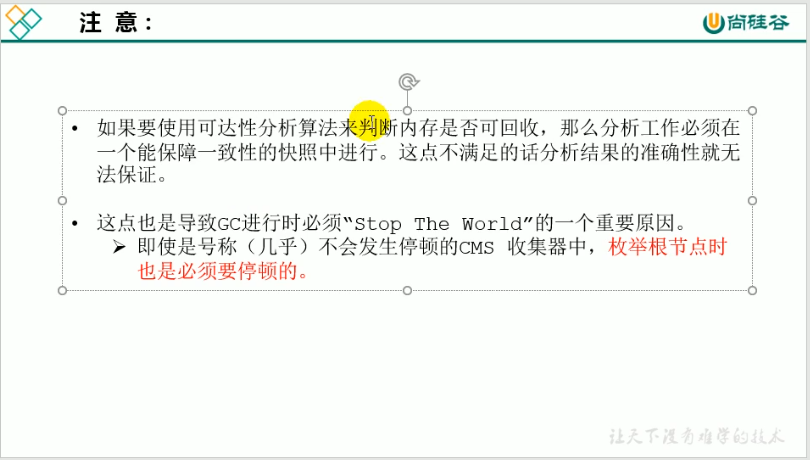 注 意：
尚硅谷
• 如果要使用可达性分析算法来判断内存是否可回收，那么分析工作必须在
一个能保障一致性的快照中进行。这点不满足的话分析结果的准确性就无
法保证。
• 这点也是导致GC进行时必须“Stop The World”的一个重要原因。
➢ 即使是号称（几乎）不会发生停顿的CMS 收集器中，枚举根节点时
也是必须要停顿的。
让天下没有难学的技术